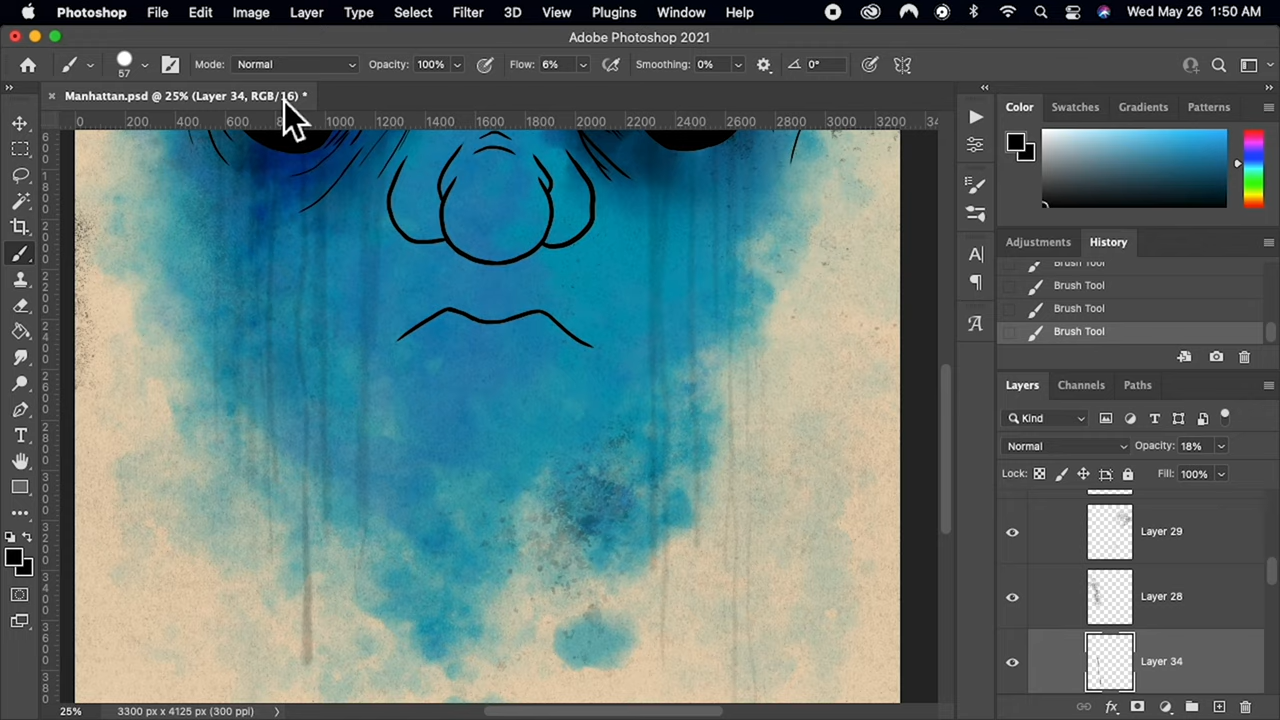 Photoshop File Edit Image Layer Type Select Filter 3D View Plugins Window Help Wed May 26 1:50 AM
Adobe Photoshop 2021
57 Mode: Normal Opacity: 100% Flow: 6% Smoothing: 0% 0°
Manhattan.psd @ 25% (Layer 34, RGB/16) *
0 200 400 600 800 1000 1200 1400 1600 1800 2000 2200 2400 2600 2800 3000 3200 34
Color Swatches Gradients Patterns
Adjustments History
Brush Tool
Brush Tool
Brush Tool
Brush Tool
Layers Channels Paths
Kind
Normal Opacity: 18%
Lock: Fill: 100%
Layer 29
Layer 28
Layer 34
25% 3300 px x 4125 px (300 ppi)